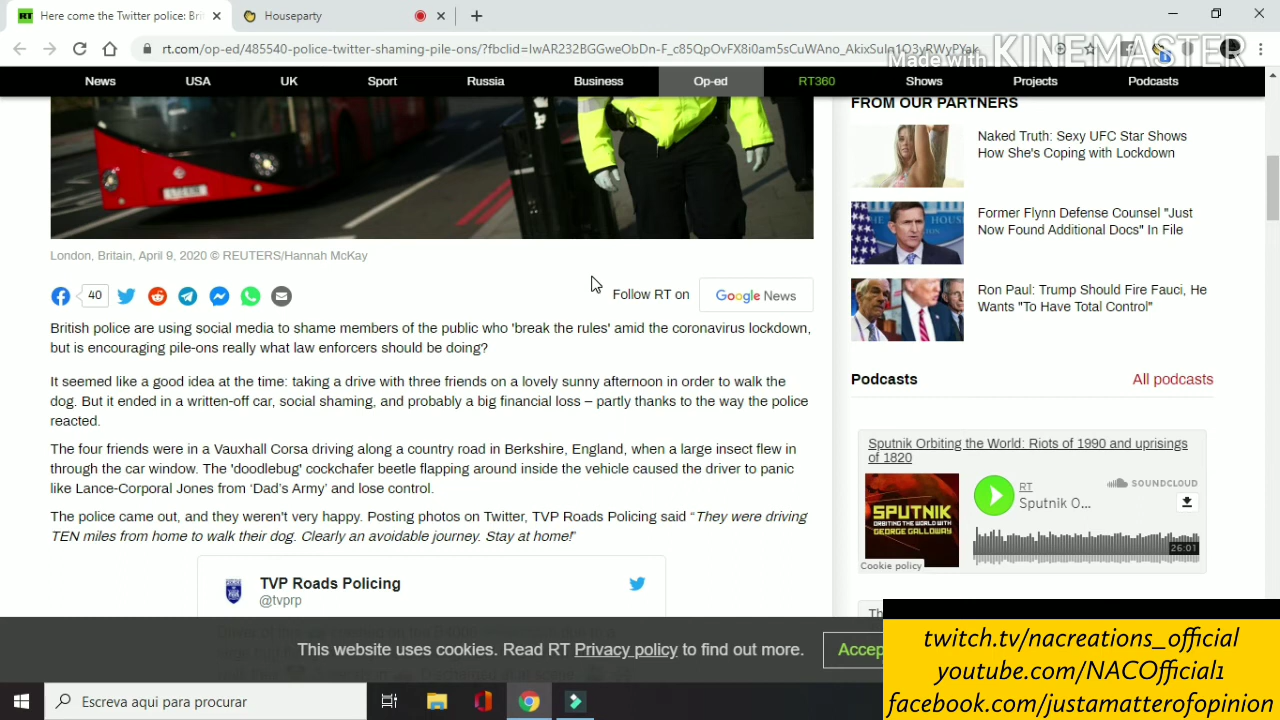 Here come the Twitter police: Bri
Houseparty
rt.com/op-ed/485540-police-twitter-shaming-pile-ons/?fbclid=IwAR232BGGweObDn-F_c85QpOvFX8i0am5sCuWAno_AkixSuIn1O3yRWyPYak
Made with KINEMASTER
News USA UK Sport Russia Business Op-ed RT360 Shows Projects Podcasts
London, Britain, April 9, 2020 © REUTERS/Hannah McKay
40
Follow RT on Google News
British police are using social media to shame members of the public who 'break the rules' amid the coronavirus lockdown,
but is encouraging pile-ons really what law enforcers should be doing?
It seemed like a good idea at the time: taking a drive with three friends on a lovely sunny afternoon in order to walk the
dog. But it ended in a written-off car, social shaming, and probably a big financial loss – partly thanks to the way the police
reacted.
The four friends were in a Vauxhall Corsa driving along a country road in Berkshire, England, when a large insect flew in
through the car window. The 'doodlebug' cockchafer beetle flapping around inside the vehicle caused the driver to panic
like Lance-Corporal Jones from ‘Dad's Army’ and lose control.
The police came out, and they weren't very happy. Posting photos on Twitter, TVP Roads Policing said “They were driving
TEN miles from home to walk their dog. Clearly an avoidable journey. Stay at home!”
TVP Roads Policing
@tvprp
FROM OUR PARTNERS
Naked Truth: Sexy UFC Star Shows
How She's Coping with Lockdown
Former Flynn Defense Counsel "Just
Now Found Additional Docs" In File
Ron Paul: Trump Should Fire Fauci, He
Wants "To Have Total Control"
Podcasts
All podcasts
Sputnik Orbiting the World: Riots of 1990 and uprisings
of 1820
SPUTNIK
ORBITING THE WORLD WITH
GEORGE GALLOWAY
RT
Sputnik O...
SOUNDCLOUD
26:01
Cookie policy
This website uses cookies. Read RT Privacy policy to find out more.
Accep
twitch.tv/nacreations_official
youtube.com/NACOfficial1
facebook.com/justamatterofopinion
Escreva aqui para procurar